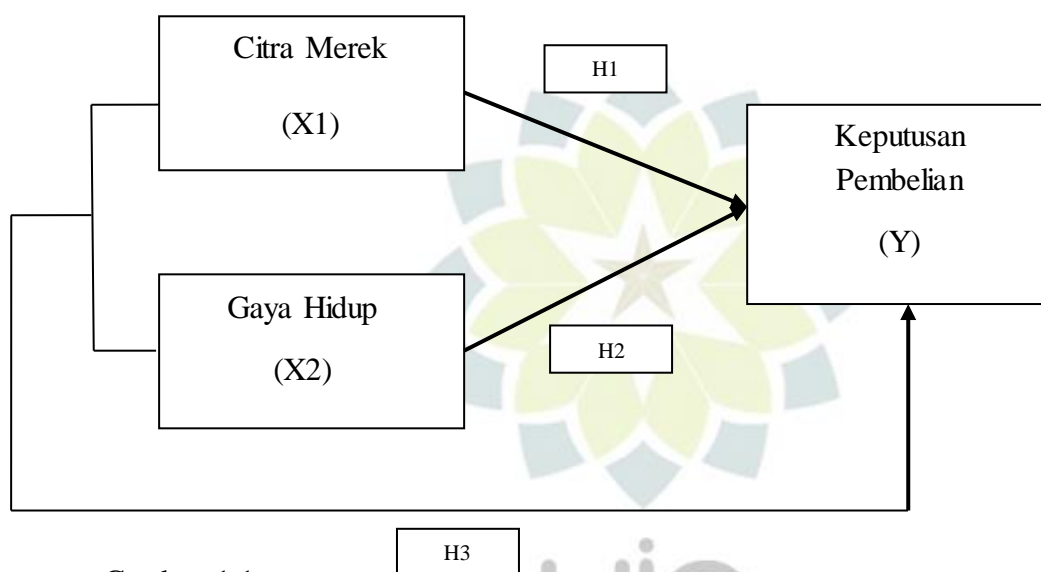 Citra Merek
(X1)
H1
Keputusan
Pembelian
(Y)
Gaya Hidup
(X2)
H2
H3